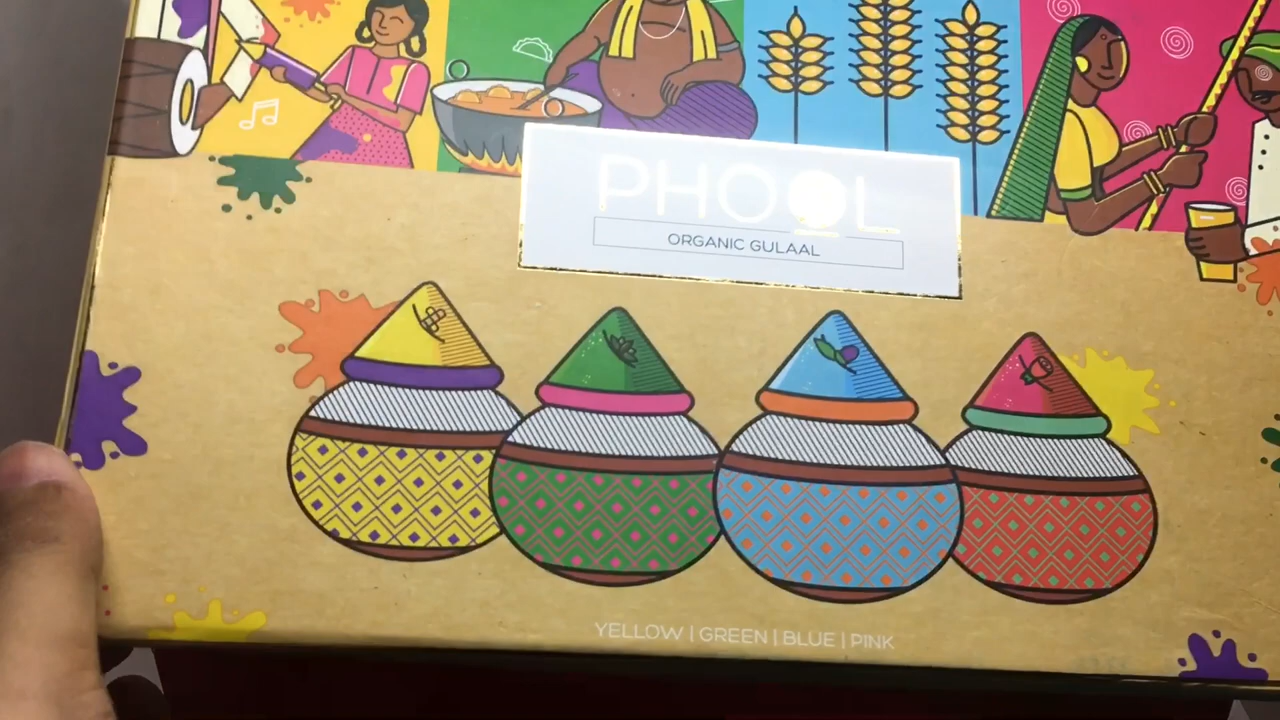 PHOOL
ORGANIC GULAAL
YELLOW | GREEN | BLUE | PINK